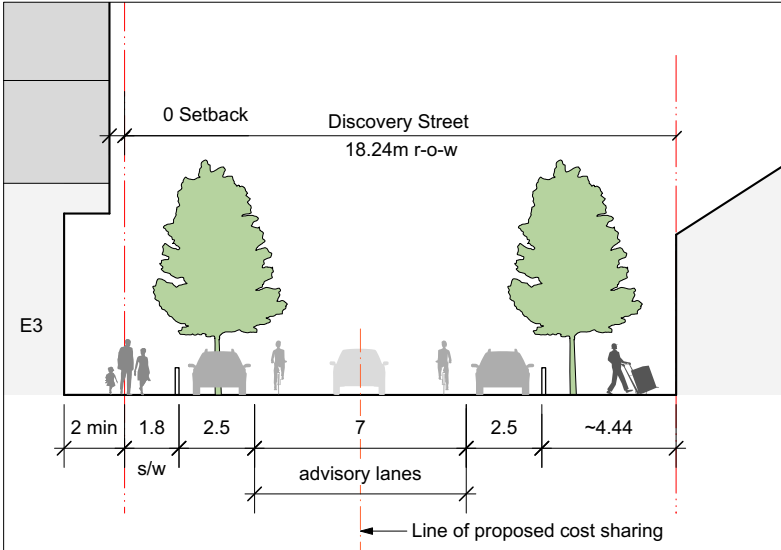 0 Setback
Discovery Street
18.24m r-o-w
E3
2 min
1.8
2.5
7
2.5
~4.44
s/w
advisory lanes
Line of proposed cost sharing